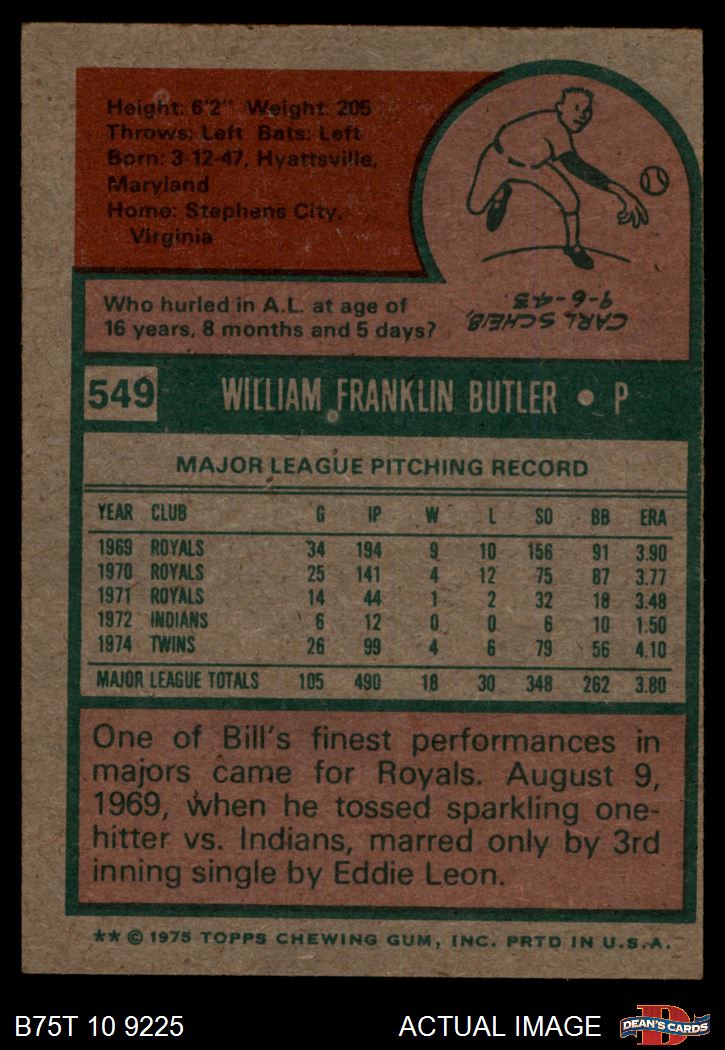 Height: 6'2" Weight: 205
Throws: Left Bats: Left
Born: 3-12-47, Hyattsville,
Maryland
Home: Stephens City,
Virginia
Who hurled in A.L. at age of
16 years, 8 months and 5 days?
CARL SCHEIB,
9-6-43.
549 WILLIAM FRANKLIN BUTLER • P
MAJOR LEAGUE PITCHING RECORD
YEAR CLUB G IP W L SO BB ERA
1969 ROYALS 34 194 9 10 156 91 3.90
1970 ROYALS 25 141 4 12 75 87 3.77
1971 ROYALS 14 44 1 2 32 18 3.48
1972 INDIANS 6 12 0 0 6 10 1.50
1974 TWINS 26 99 4 6 79 56 4.10
MAJOR LEAGUE TOTALS 105 490 18 30 348 262 3.80
One of Bill's finest performances in
majors came for Royals. August 9,
1969, when he tossed sparkling one-
hitter vs. Indians, marred only by 3rd
inning single by Eddie Leon.
** © 1975 TOPPS CHEWING GUM, INC. PRTD IN U.S.A.
B75T 10 9225 ACTUAL IMAGE DEAN'S CARDS